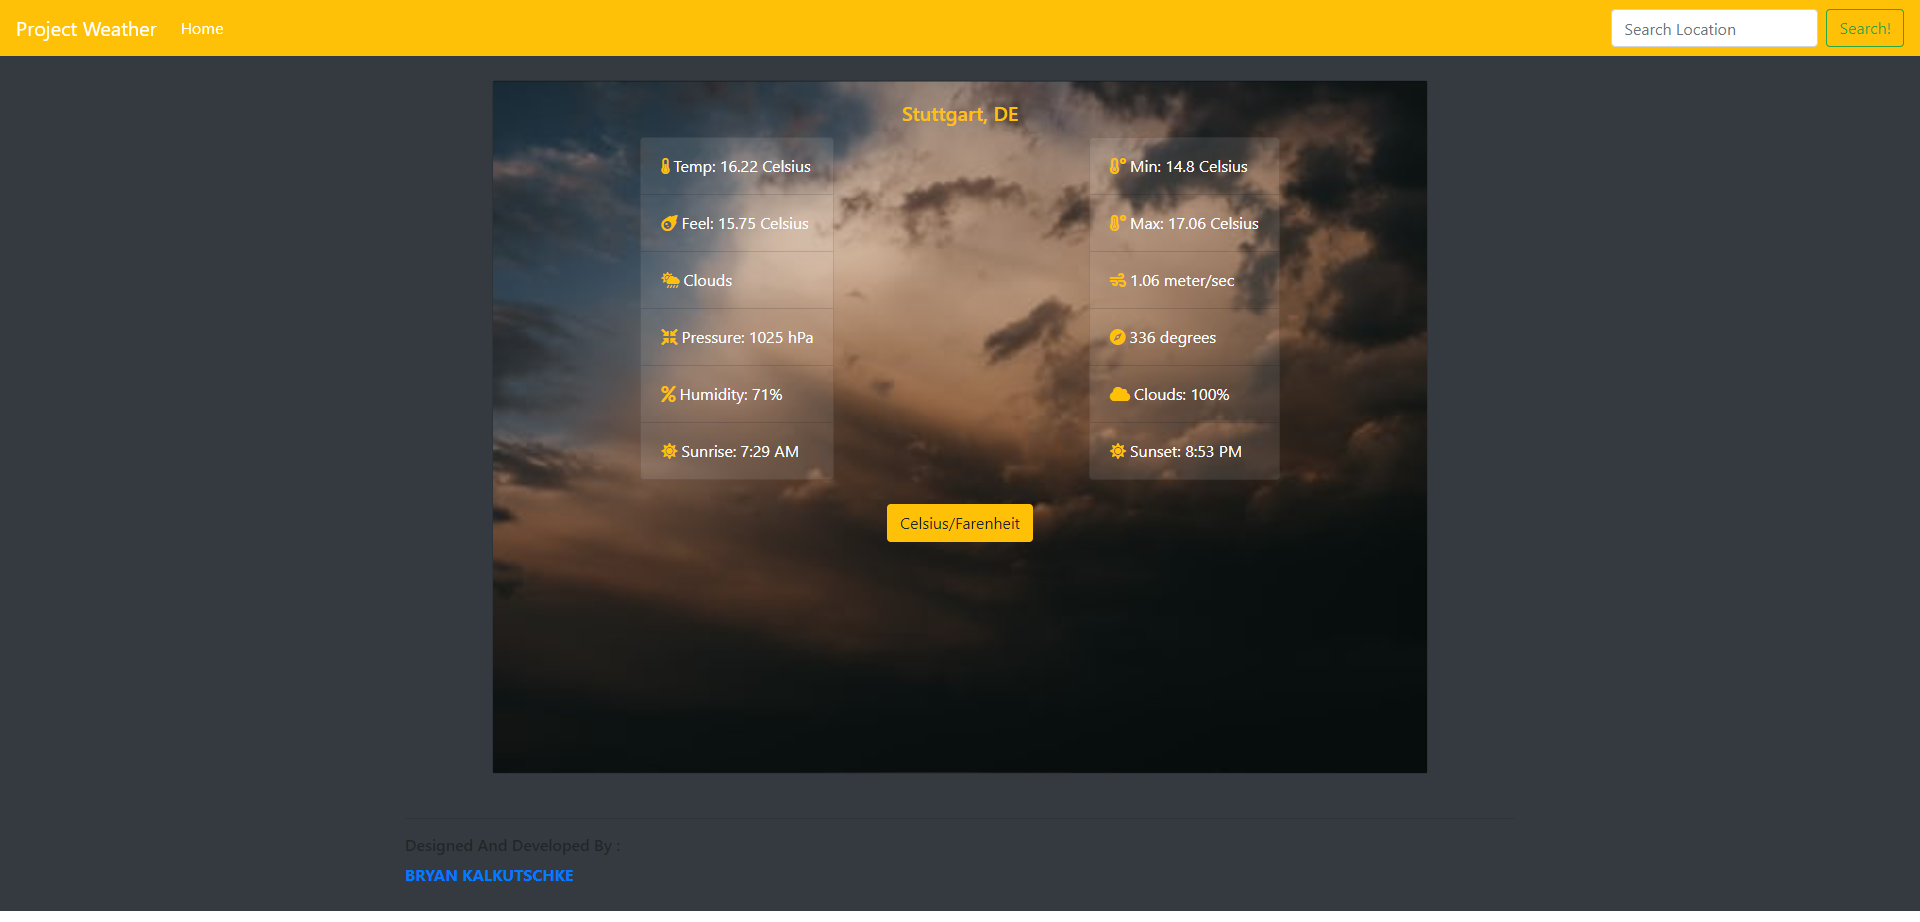 Project Weather
Home
Search Location
Search!
Stuttgart, DE
Temp: 16.22 Celsius
Feel: 15.75 Celsius
Clouds
Pressure: 1025 hPa
Humidity: 71%
Sunrise: 7:29 AM
Min: 14.8 Celsius
Max: 17.06 Celsius
1.06 meter/sec
336 degrees
Clouds: 100%
Sunset: 8:53 PM
Celsius/Farenheit
Designed And Developed By :
BRYAN KALKUTSCHKE